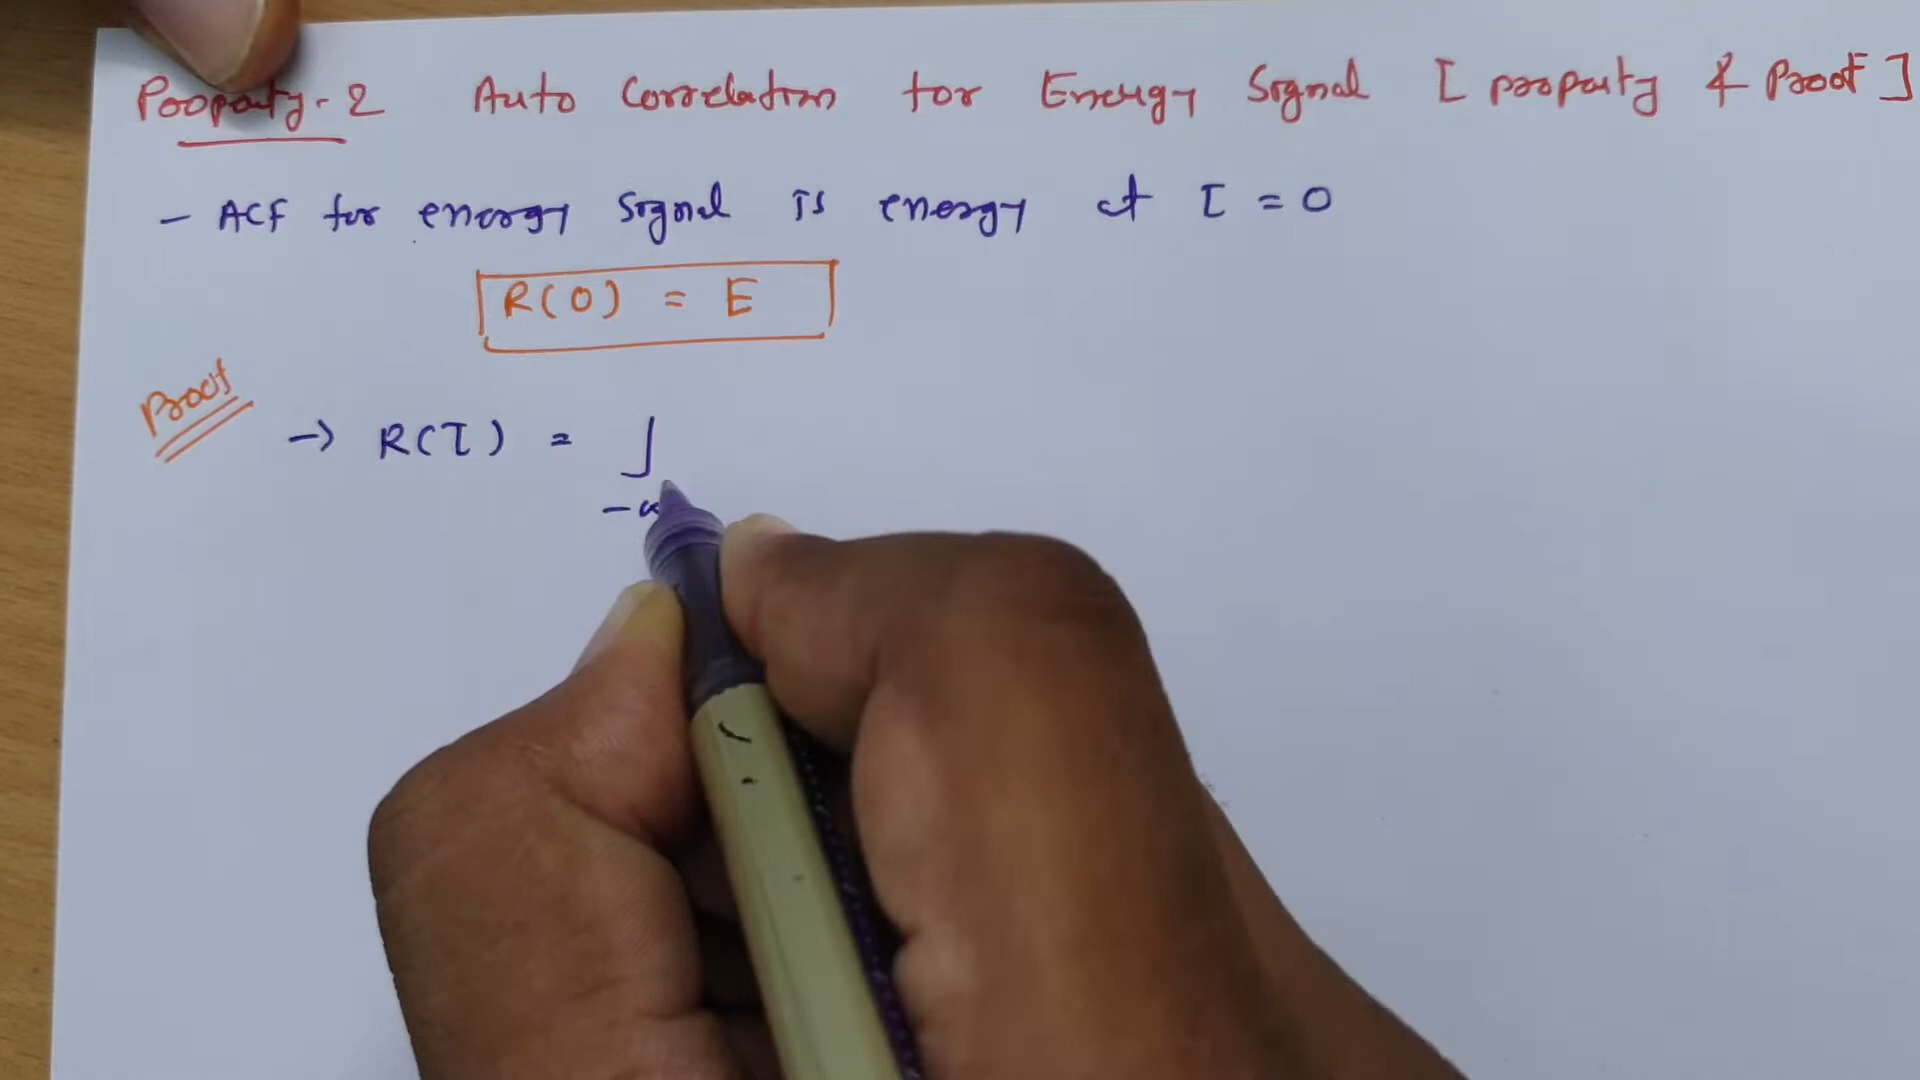 Property-2 Auto Correlation for Energy Signal [ property & Proof ]
- ACF for energy signal is energy at τ = 0
R(0) = E
Proof
→ R(τ) = ∫
-∞